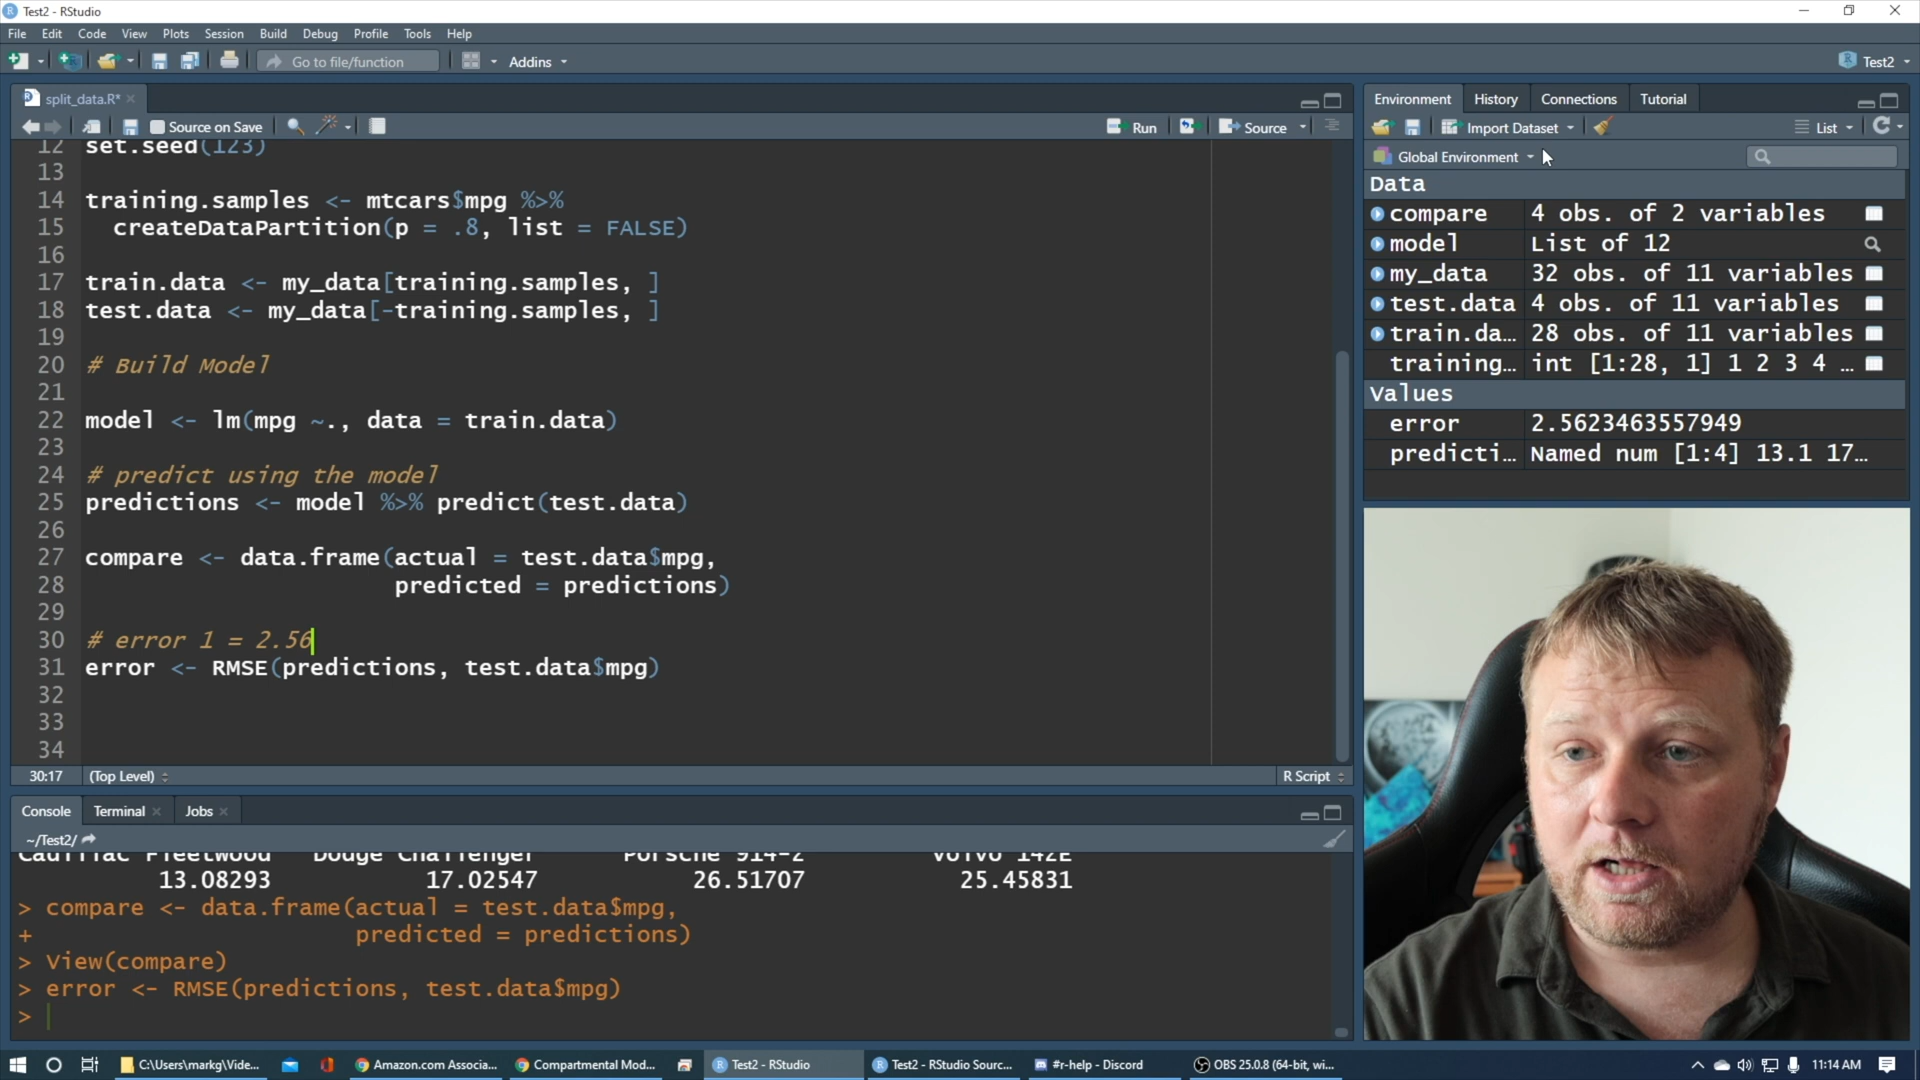 Test2 - RStudio
File Edit Code View Plots Session Build Debug Profile Tools Help
Go to file/function Addins Test2
split_data.R*
Source on Save Run Source
12 set.seed(123)
13
14 training.samples <- mtcars$mpg %>%
15 createDataPartition(p = .8, list = FALSE)
16
17 train.data <- my_data[training.samples, ]
18 test.data <- my_data[-training.samples, ]
19
20 # Build Model
21
22 model <- lm(mpg ~., data = train.data)
23
24 # predict using the model
25 predictions <- model %>% predict(test.data)
26
27 compare <- data.frame(actual = test.data$mpg,
28 predicted = predictions)
29
30 # error 1 = 2.56
31 error <- RMSE(predictions, test.data$mpg)
32
33
34
30:17 (Top Level) R Script
Console Terminal Jobs
~/Test2/
Cadillac Fleetwood Dodge Challenger Porsche 914-2 Volvo 142E
13.08293 17.02547 26.51707 25.45831
> compare <- data.frame(actual = test.data$mpg,
+ predicted = predictions)
> View(compare)
> error <- RMSE(predictions, test.data$mpg)
>
Environment History Connections Tutorial
Import Dataset List
Global Environment
Data
compare 4 obs. of 2 variables
model List of 12
my_data 32 obs. of 11 variables
test.data 4 obs. of 11 variables
train.da… 28 obs. of 11 variables
training… int [1:28, 1] 1 2 3 4 …
Values
error 2.5623463557949
predicti… Named num [1:4] 13.1 17…
C:\Users\markg\Vide... Amazon.com Associa... Compartmental Mod... Test2 - RStudio Test2 - RStudio Sourc... #r-help - Discord OBS 25.0.8 (64-bit, wi... 11:14 AM